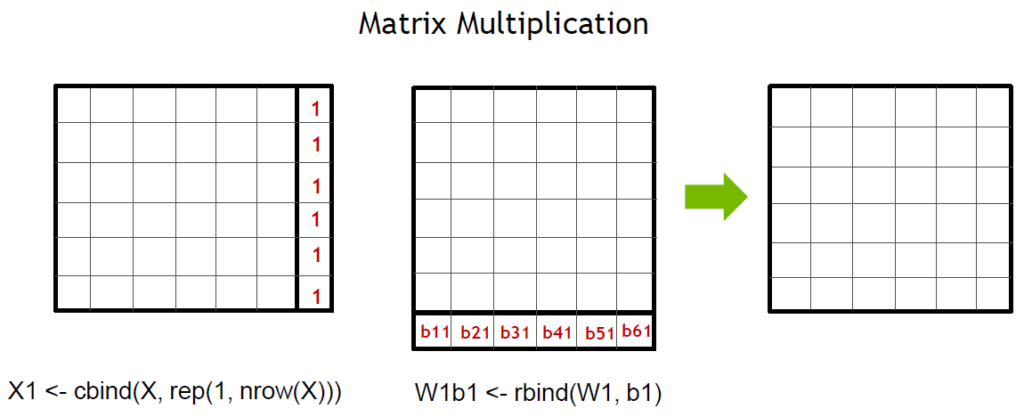 Matrix Multiplication
1
1
1
1
1
1
b11 b21 b31 b41 b51 b61
X1 <- cbind(X, rep(1, nrow(X)))
W1b1 <- rbind(W1, b1)